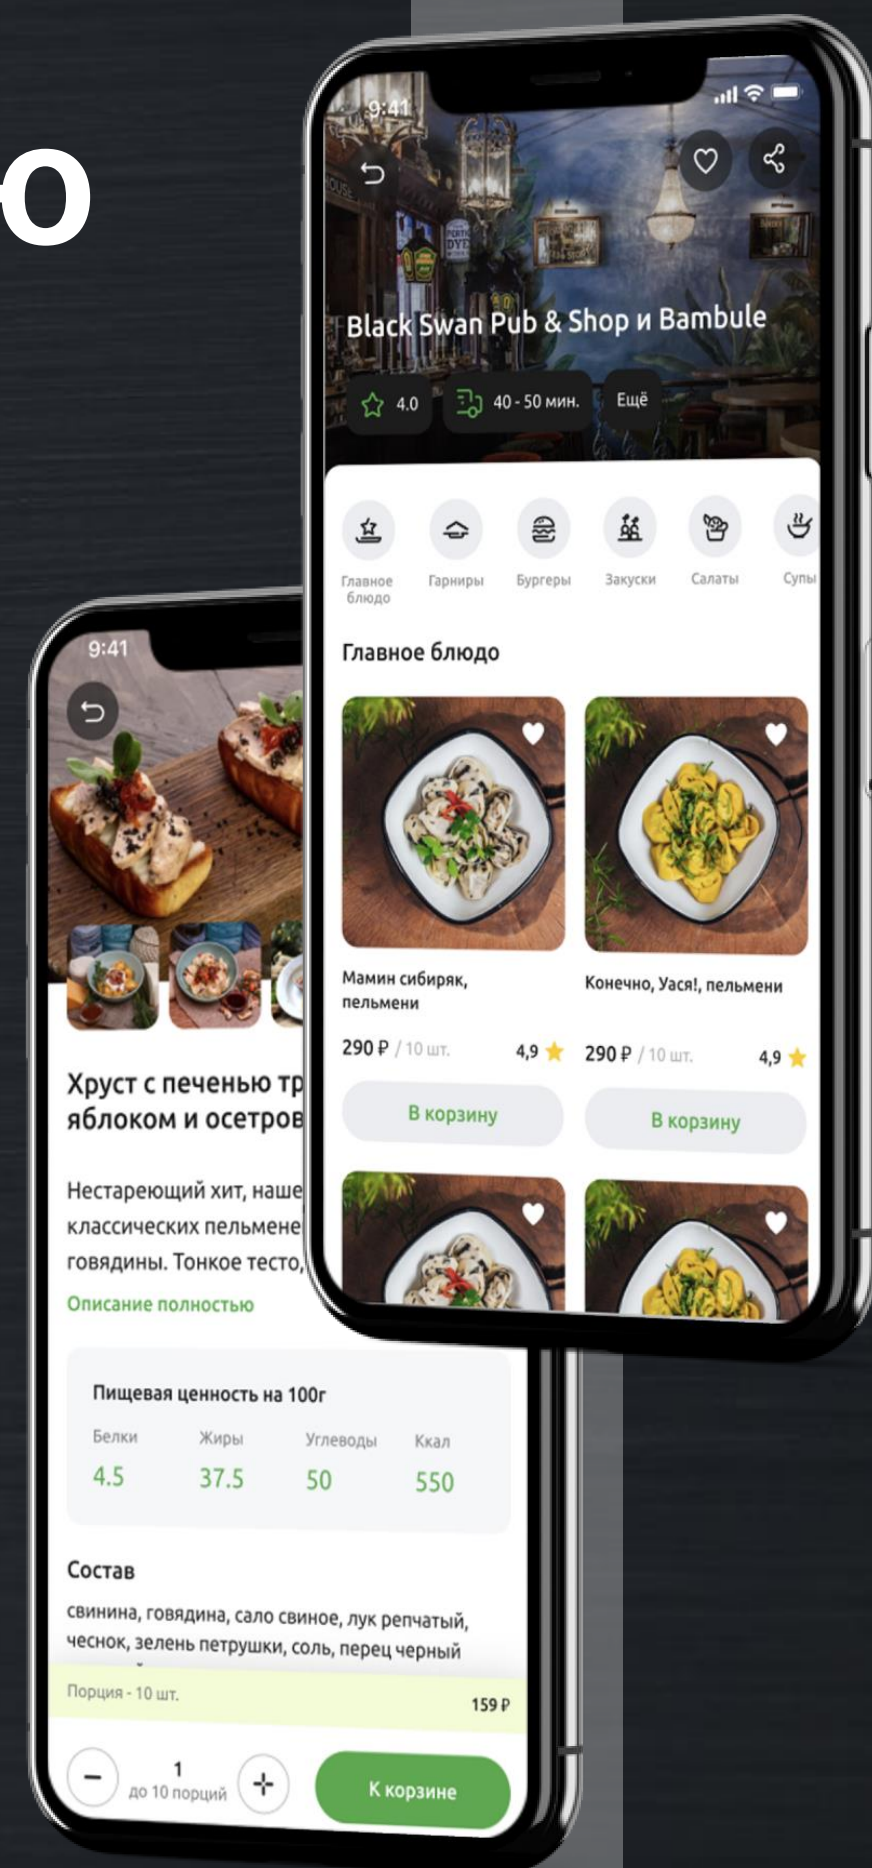 ю
9:41
Black Swan Pub & Shop и Bambule
4.0
40 - 50 мин.
Ещё
Главное
блюдо
Гарниры
Бургеры
Закуски
Салаты
Супы
Главное блюдо
Мамин сибиряк,
пельмени
290 ₽ / 10 шт.
4,9
В корзину
Конечно, Уася!, пельмени
290 ₽ / 10 шт.
4,9
В корзину
9:41
Хруст с печенью
яблоком и
Нестареющий хит,
классических
говядины. Тонкое тесто,
Описание полностью
Пищевая ценность на 100г
Белки
Жиры
Углеводы
Ккал
4.5
37.5
50
550
Состав
свинина, говядина, сало свиное, лук репчатый,
чеснок, зелень петрушки, соль, перец черный
Порция - 10 шт.
159 ₽
1
до 10 порций
К корзине